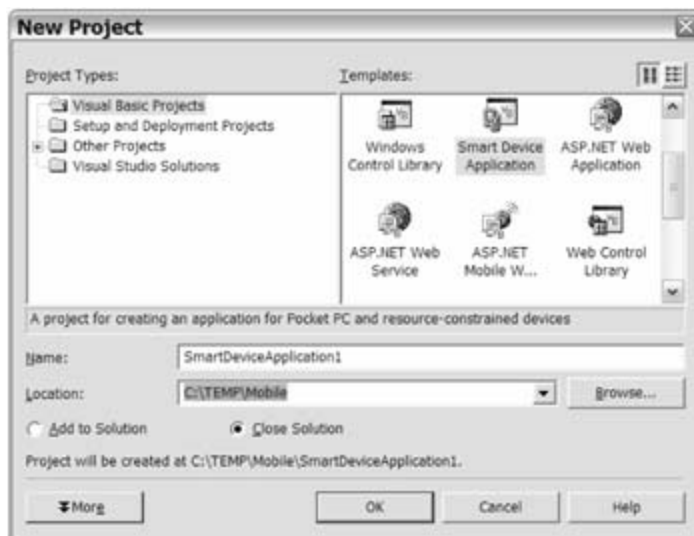 New Project
Project Types:
Templates:
Visual Basic Projects
Setup and Deployment Projects
Other Projects
Visual Studio Solutions
Windows Control Library
Smart Device Application
ASP.NET Web Application
ASP.NET Web Service
ASP.NET Mobile W...
Web Control Library
A project for creating an application for Pocket PC and resource-constrained devices
Name:
SmartDeviceApplication1
Location:
C:\TEMP\Mobile
Browse...
Add to Solution
Close Solution
Project will be created at C:\TEMP\Mobile\SmartDeviceApplication1.
More
OK
Cancel
Help